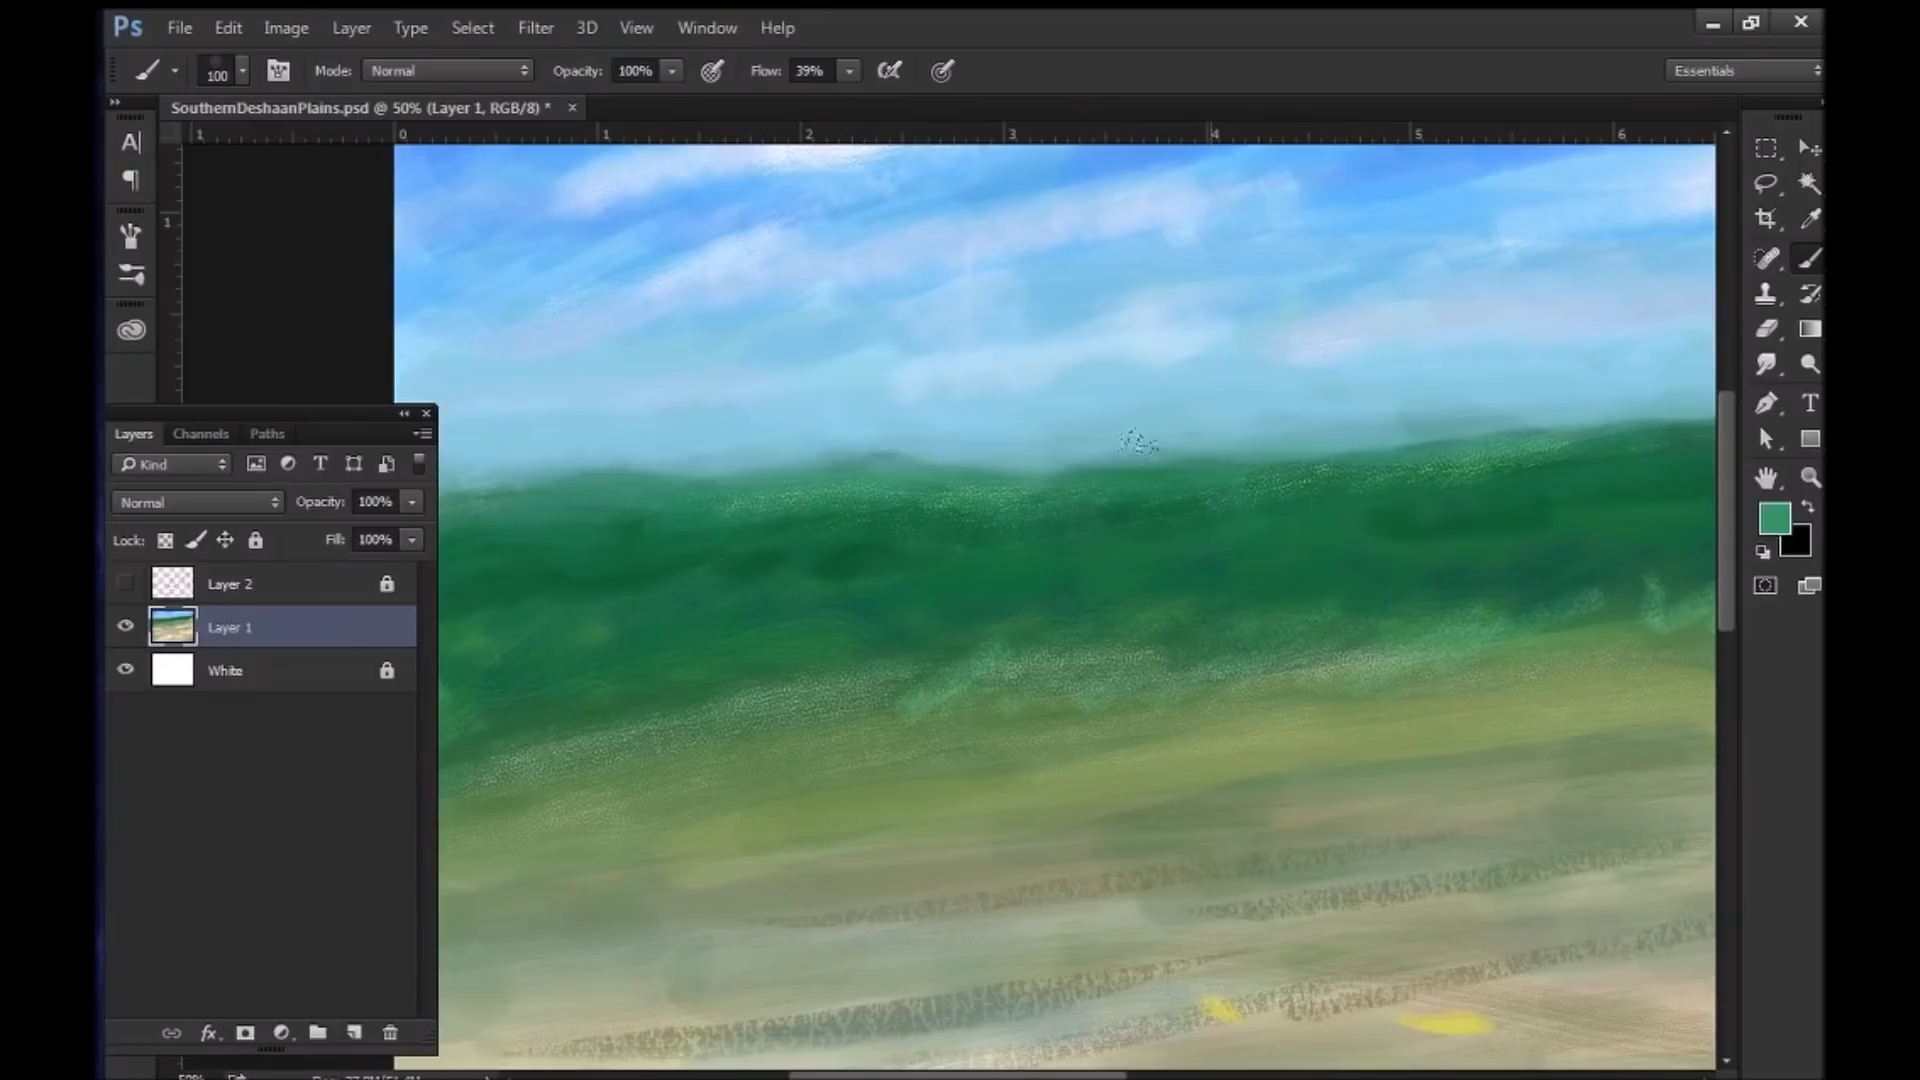 Ps File Edit Image Layer Type Select Filter 3D View Window Help
100 Mode: Normal Opacity: 100% Flow: 39% Essentials
SouthernDeshaanPlains.psd @ 50% (Layer 1, RGB/8) * ×
1 0 1 2 3 4 5 6
1
A
Layers Channels Paths
Kind T
Normal Opacity: 100%
Lock: Fill: 100%
Layer 2
Layer 1
White
fx
T